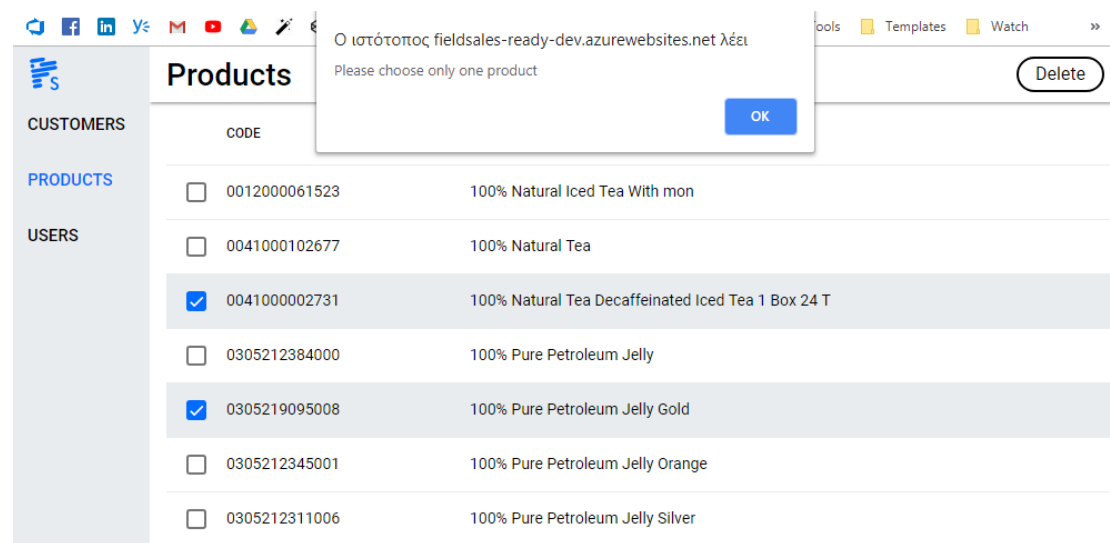 Ο ιστότοπος fieldsales-ready-dev.azurewebsites.net λέει
Please choose only one product
OK
ools
Templates
Watch
»
S
Products
Delete
CUSTOMERS
PRODUCTS
USERS
CODE
0012000061523 100% Natural Iced Tea With mon
0041000102677 100% Natural Tea
0041000002731 100% Natural Tea Decaffeinated Iced Tea 1 Box 24 T
0305212384000 100% Pure Petroleum Jelly
0305219095008 100% Pure Petroleum Jelly Gold
0305212345001 100% Pure Petroleum Jelly Orange
0305212311006 100% Pure Petroleum Jelly Silver